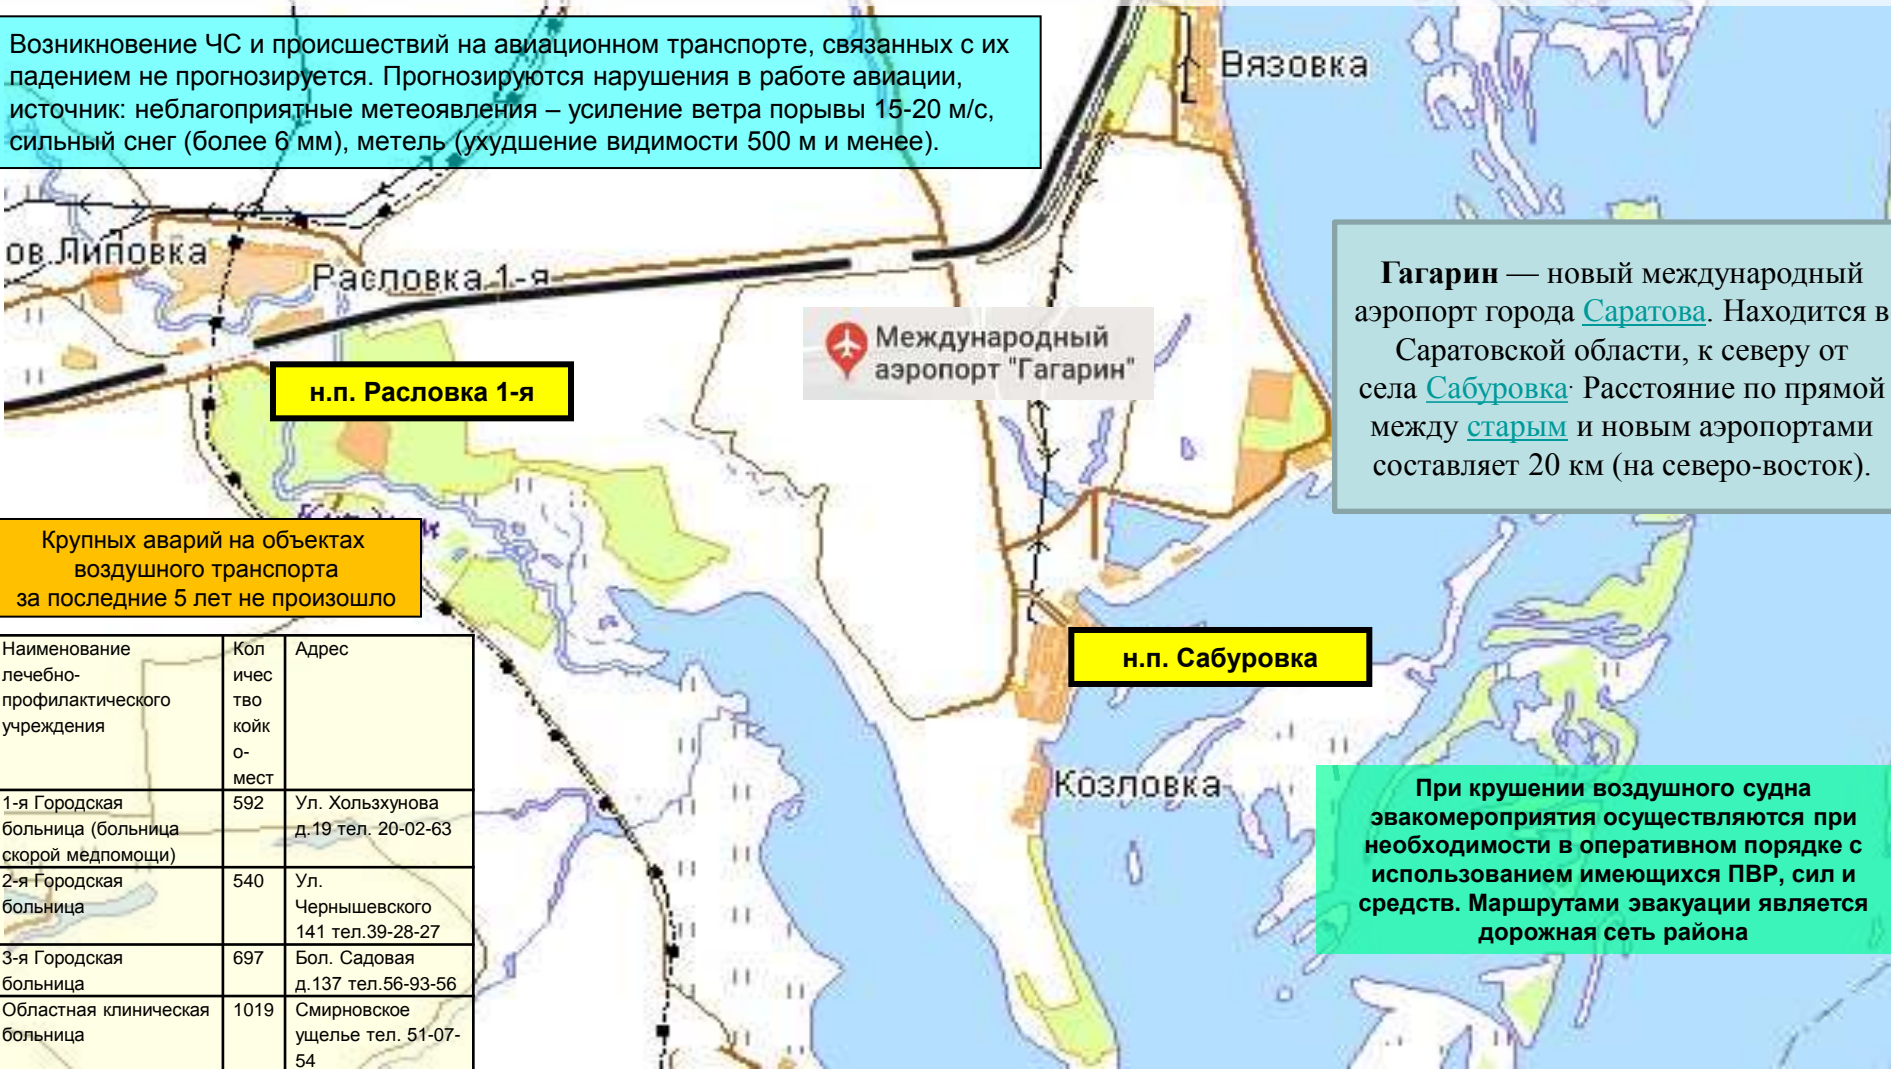 Возникновение ЧС и происшествий на авиационном транспорте, связанных с их
падением не прогнозируется. Прогнозируются нарушения в работе авиации,
источник: неблагоприятные метеоявления – усиление ветра порывы 15-20 м/с,
сильный снег (более 6 мм), метель (ухудшение видимости 500 м и менее).
Вязовка
ов.Липовка
Расловка 1-я
Международный
аэропорт "Гагарин"
Гагарин — новый международный
аэропорт города Саратова. Находится в
Саратовской области, к северу от
села Сабуровка. Расстояние по прямой
между старым и новым аэропортами
составляет 20 км (на северо-восток).
н.п. Расловка 1-я
Крупных аварий на объектах
воздушного транспорта
за последние 5 лет не произошло
н.п. Сабуровка
Козловка
Наименование
лечебно-
профилактического
учреждения
Кол
ичес
тво
койк
о-
мест
Адрес
1-я Городская
больница (больница
скорой медпомощи)
592
Ул. Хользхунова
д.19 тел. 20-02-63
2-я Городская
больница
540
Ул.
Чернышевского
141 тел.39-28-27
3-я Городская
больница
697
Бол. Садовая
д.137 тел.56-93-56
Областная клиническая
больница
1019
Смирновское
ущелье тел. 51-07-
54
При крушении воздушного судна
эвакомероприятия осуществляются при
необходимости в оперативном порядке с
использованием имеющихся ПВР, сил и
средств. Маршрутами эвакуации является
дорожная сеть района